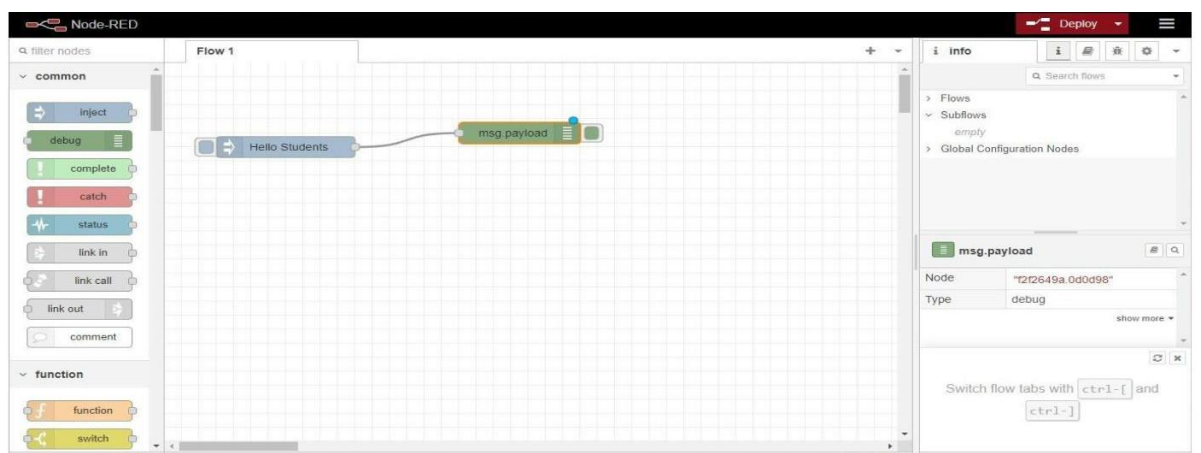 Node-RED
Deploy
filter nodes
common
inject
debug
complete
catch
status
link in
link call
link out
comment
function
function
switch
Flow 1
Hello Students
msg.payload
i info
Search flows
Flows
Subflows
empty
Global Configuration Nodes
msg.payload
Node "f2f2649a.0d0d98"
Type debug
show more
Switch flow tabs with ctrl-[ and
ctrl-]